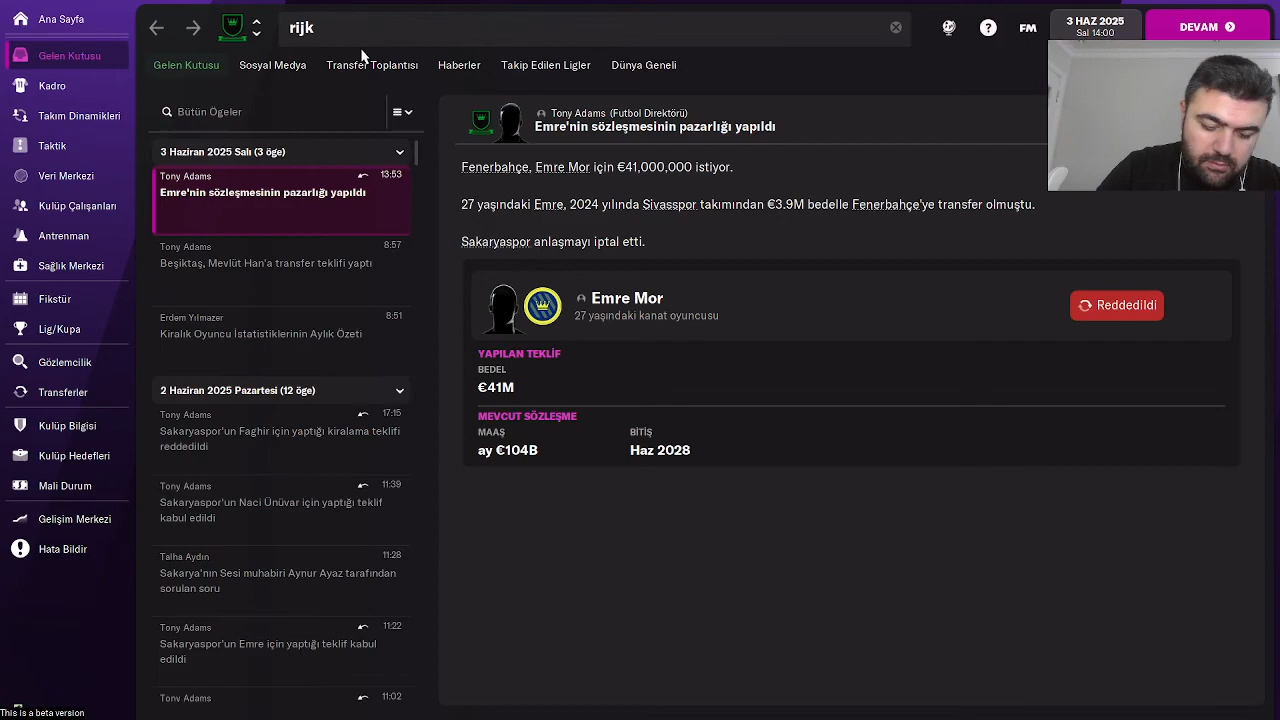 Ana Sayfa
Gelen Kutusu
Kadro
Takım Dinamikleri
Taktik
Veri Merkezi
Kulüp Çalışanları
Antrenman
Sağlık Merkezi
Fikstür
Lig/Kupa
Gözlemcilik
Transferler
Kulüp Bilgisi
Kulüp Hedefleri
Mali Durum
Gelişim Merkezi
Hata Bildir
This is a beta version
rijk
FM
3 HAZ 2025
Sal 14:00
DEVAM
Gelen Kutusu
Sosyal Medya
Transfer Toplantısı
Haberler
Takip Edilen Ligler
Dünya Geneli
Bütün Ögeler
3 Haziran 2025 Salı (3 öge)
Tony Adams 13:53
Emre'nin sözleşmesinin pazarlığı yapıldı
Tony Adams 8:57
Beşiktaş, Mevlüt Han'a transfer teklifi yaptı
Erdem Yılmazer 8:51
Kiralık Oyuncu İstatistiklerinin Aylık Özeti
2 Haziran 2025 Pazartesi (12 öge)
Tony Adams 17:15
Sakaryaspor'un Faghir için yaptığı kiralama teklifi
reddedildi
Tony Adams 11:39
Sakaryaspor'un Naci Ünüvar için yaptığı teklif
kabul edildi
Talha Aydın 11:28
Sakarya'nın Sesi muhabiri Aynur Ayaz tarafından
sorulan soru
Tony Adams 11:22
Sakaryaspor'un Emre için yaptığı teklif kabul
edildi
Tony Adams 11:02
Tony Adams (Futbol Direktörü)
Emre'nin sözleşmesinin pazarlığı yapıldı
Fenerbahçe, Emre Mor için €41,000,000 istiyor.
27 yaşındaki Emre, 2024 yılında Sivasspor takımından €3.9M bedelle Fenerbahçe'ye transfer olmuştu.
Sakaryaspor anlaşmayı iptal etti.
Emre Mor
27 yaşındaki kanat oyuncusu
Reddedildi
YAPILAN TEKLİF
BEDEL
€41M
MEVCUT SÖZLEŞME
MAAŞ BİTİŞ
ay €104B Haz 2028